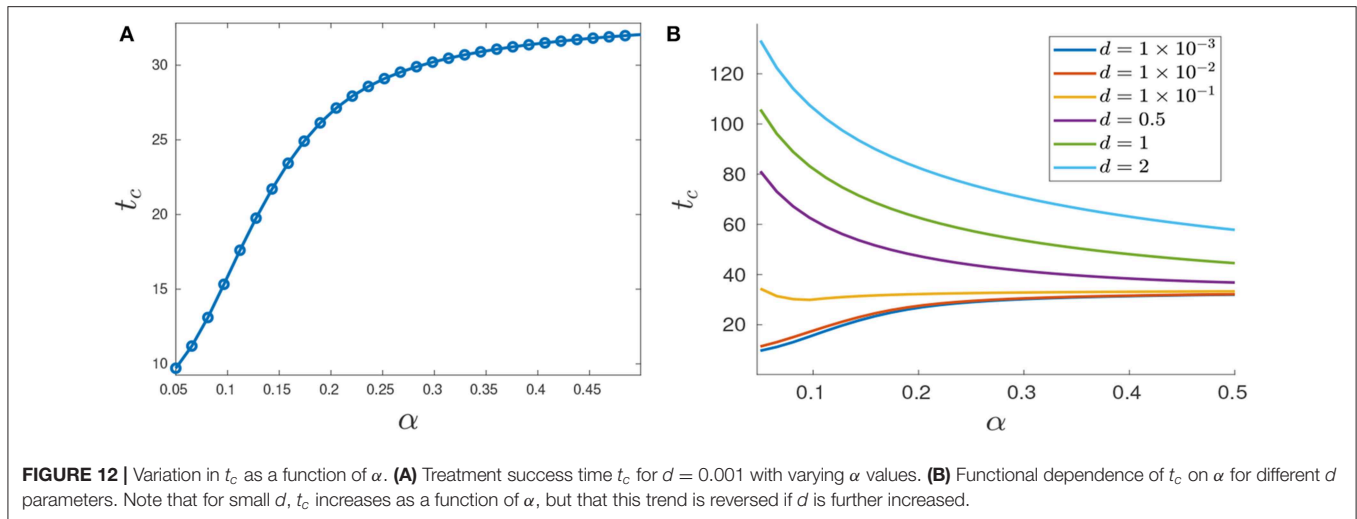 A
B
30
25
20
15
10
t_c
0.05 0.1 0.15 0.2 0.25 0.3 0.35 0.4 0.45
α
120
100
80
60
40
20
t_c
0.1 0.2 0.3 0.4 0.5
α
d = 1 × 10⁻³
d = 1 × 10⁻²
d = 1 × 10⁻¹
d = 0.5
d = 1
d = 2
FIGURE 12 | Variation in t_c as a function of α. (A) Treatment success time t_c for d = 0.001 with varying α values. (B) Functional dependence of t_c on α for different d
parameters. Note that for small d, t_c increases as a function of α, but that this trend is reversed if d is further increased.